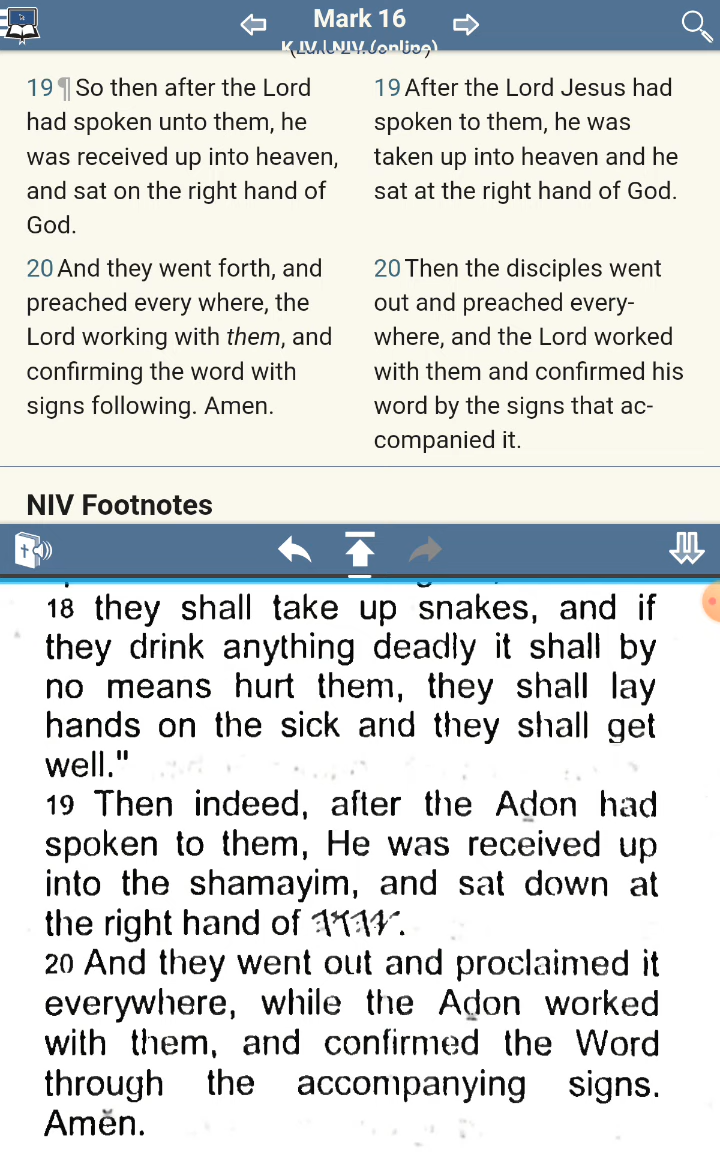 Mark 16
KJV | NIV (online)
19 ¶ So then after the Lord
had spoken unto them, he
was received up into heaven,
and sat on the right hand of
God.
20 And they went forth, and
preached every where, the
Lord working with them, and
confirming the word with
signs following. Amen.
19 After the Lord Jesus had
spoken to them, he was
taken up into heaven and he
sat at the right hand of God.
20 Then the disciples went
out and preached every-
where, and the Lord worked
with them and confirmed his
word by the signs that ac-
companied it.
NIV Footnotes
18 they shall take up snakes, and if
they drink anything deadly it shall by
no means hurt them, they shall lay
hands on the sick and they shall get
well."
19 Then indeed, after the Aḏon had
spoken to them, He was received up
into the shamayim, and sat down at
the right hand of 𐤉𐤄𐤅𐤄.
20 And they went out and proclaimed it
everywhere, while the Aḏon worked
with them, and confirmed the Word
through the accompanying signs.
Amĕn.